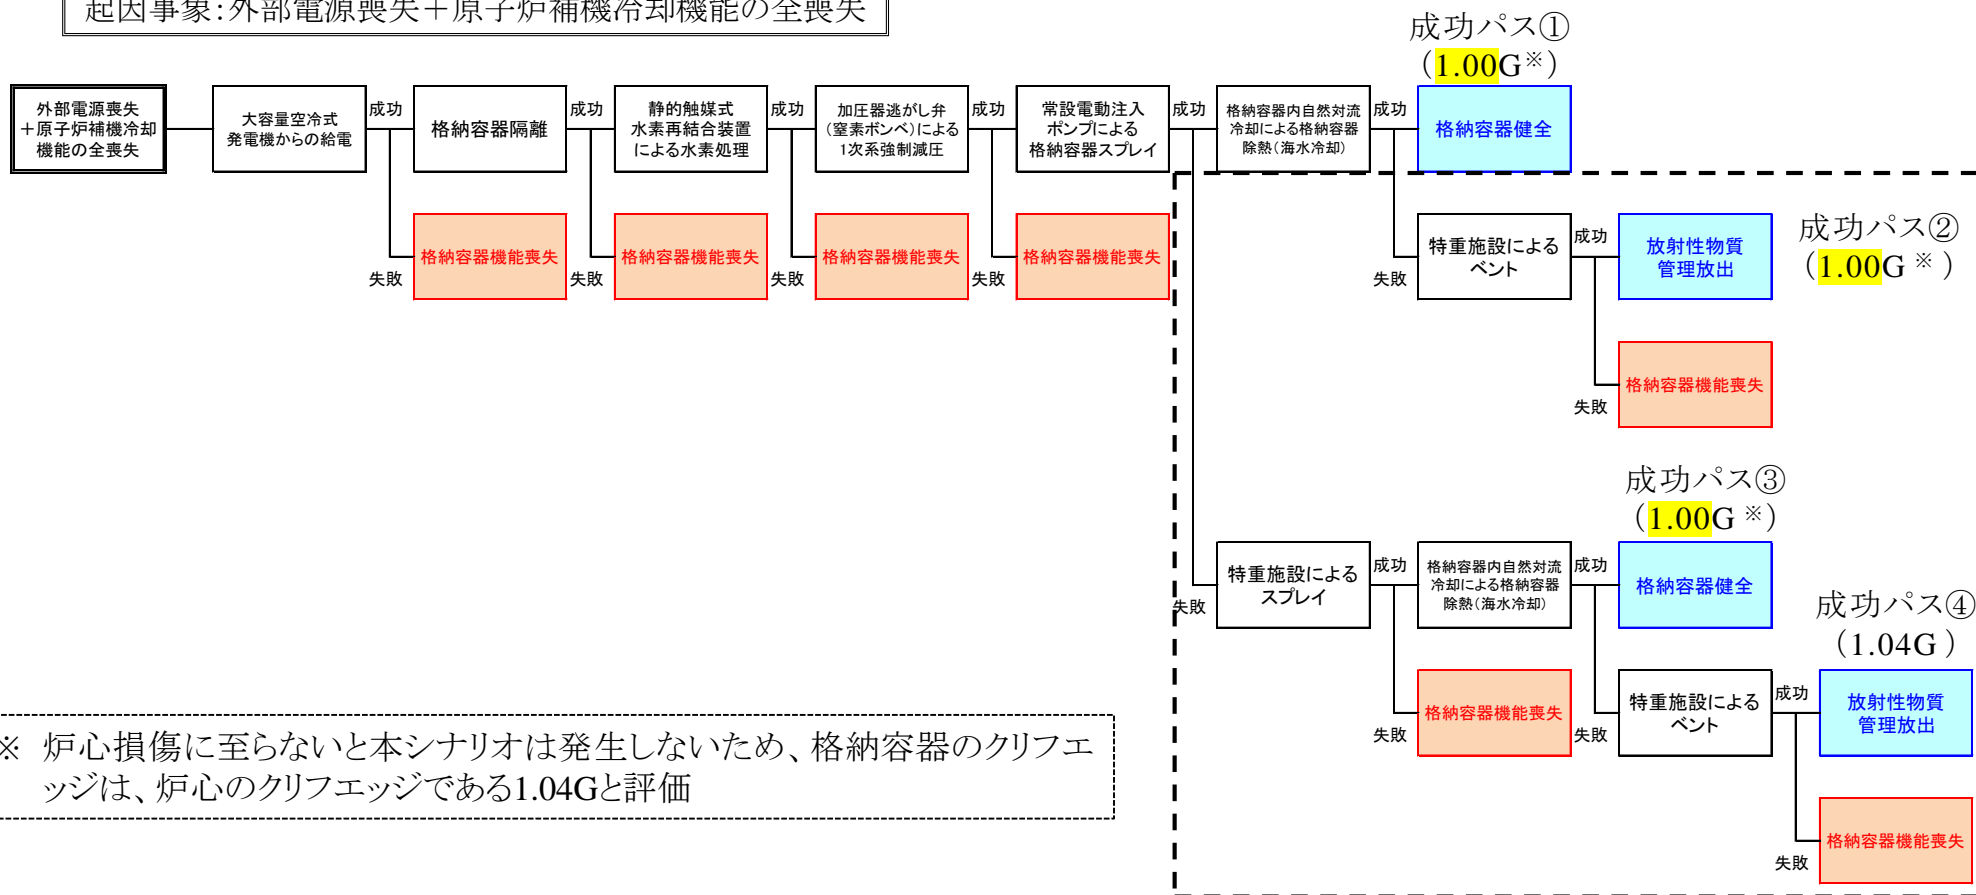 起因事象:外部電源喪失+原子炉補機冷却機能の全喪失
成功パス①
(1.00G※)
外部電源喪失
+原子炉補機冷却
機能の全喪失
大容量空冷式
発電機からの給電
成功
格納容器隔離
成功
静的触媒式
水素再結合装置
による水素処理
成功
加圧器逃がし弁
(窒素ボンベ)による
1次系強制減圧
成功
常設電動注入
ポンプによる
格納容器スプレイ
成功
格納容器内自然対流
冷却による格納容器
除熱(海水冷却)
成功
格納容器健全
失敗
格納容器機能喪失
失敗
格納容器機能喪失
失敗
格納容器機能喪失
失敗
格納容器機能喪失
失敗
特重施設による
ベント
成功
放射性物質
管理放出
成功パス②
(1.00G※)
失敗
格納容器機能喪失
成功パス③
(1.00G※)
失敗
特重施設による
スプレイ
成功
格納容器内自然対流
冷却による格納容器
除熱(海水冷却)
成功
格納容器健全
成功パス④
(1.04G)
失敗
格納容器機能喪失
失敗
特重施設による
ベント
成功
放射性物質
管理放出
失敗
格納容器機能喪失
※ 炉心損傷に至らないと本シナリオは発生しないため、格納容器のクリフエ
ッジは、炉心のクリフエッジである1.04Gと評価